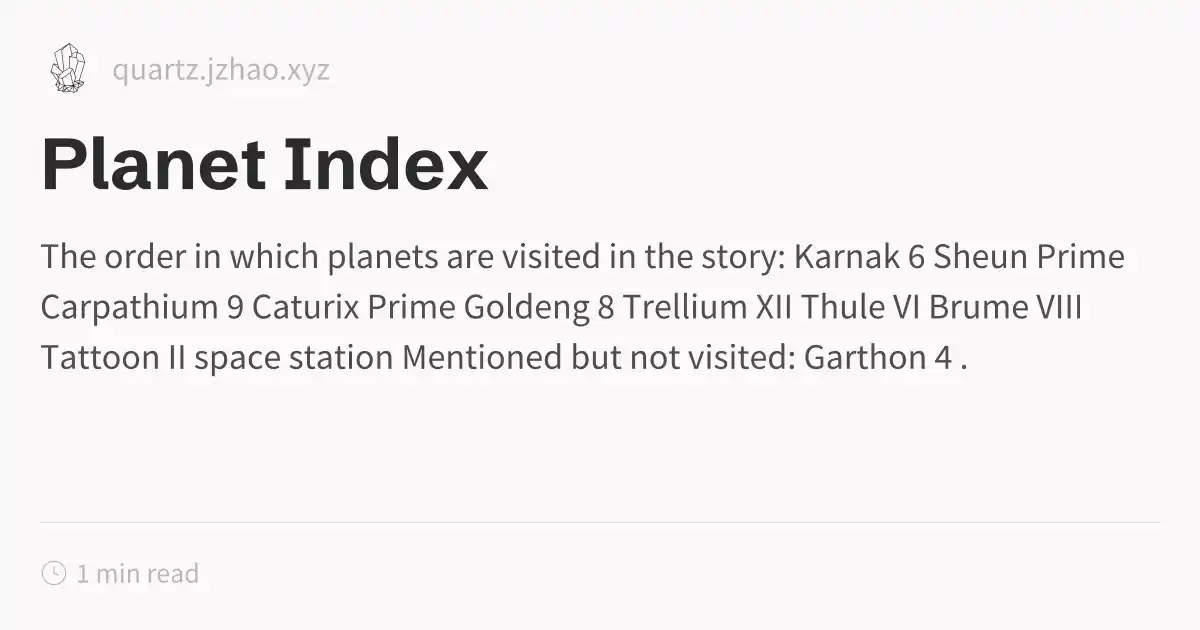 quartz.jzhao.xyz
Planet Index
The order in which planets are visited in the story: Karnak 6 Sheun Prime
Carpathium 9 Caturix Prime Goldeng 8 Trellium XII Thule VI Brume VIII
Tattoon II space station Mentioned but not visited: Garthon 4 .
1 min read